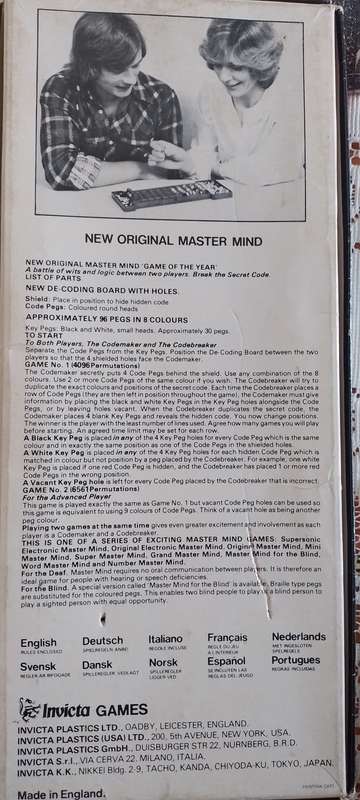 NEW ORIGINAL MASTER MIND
NEW ORIGINAL MASTER MIND 'GAME OF THE YEAR'
A battle of wits and logic between two players. Break the Secret Code.
LIST OF PARTS
NEW DE-CODING BOARD WITH HOLES.
Shield: Place in position to hide hidden code
Code Pegs: Coloured round heads
APPROXIMATELY 96 PEGS IN 8 COLOURS
Key Pegs: Black and White, small heads. Approximately 30 pegs.
TO START
To Both Players, The Codemaker and The Codebreaker
Separate the Code Pegs from the Key Pegs. Position the De-Coding Board between the two
players so that the 4 shielded holes face the Codemaker.
GAME No. 1 (4096 Permutations)
The Codemaker secretly puts 4 Code Pegs behind the shield. Use any combination of the 8
colours. Use 2 or more Code Pegs of the same colour if you wish. The Codebreaker will try to
duplicate the exact colours and positions of the secret code. Each time the Codebreaker places a
row of Code Pegs (they are then left in position throughout the game), the Codemaker must give
information by placing the black and white Key Pegs in the Key Peg holes alongside the Code
Pegs, or by leaving holes vacant. When the Codebreaker duplicates the secret code, the
Codemaker places 4 blank Key Pegs and reveals the hidden code. You now change positions.
The winner is the player with the least number of lines used. Agree how many games you will play
before starting. An agreed time limit may be set for each row.
A Black Key Peg is placed in any of the 4 Key Peg holes for every Code Peg which is the same
colour and in exactly the same position as one of the Code Pegs in the shielded holes.
A White Key Peg is placed in any of the 4 Key Peg holes for each hidden Code Peg which is
matched in colour but not position by a peg placed by the Codebreaker. For example, one white
Key Peg is placed if one red Code Peg is hidden, and the Codebreaker has placed 1 or more red
Code Pegs in the wrong position.
A Vacant Key Peg hole is left for every Code Peg placed by the Codebreaker that is incorrect.
GAME No. 2 (6561 Permutations)
For the Advanced Player
This game is played exactly the same as Game No. 1 but vacant Code Peg holes can be used so
this game is equivalent to using 9 colours of Code Pegs. Think of a vacant hole as being another
peg colour.
Playing two games at the same time gives even greater excitement and involvement as each
player is a Codemaker and a Codebreaker.
THIS IS ONE OF A SERIES OF EXCITING MASTER MIND GAMES: Supersonic
Electronic Master Mind, Original Electronic Master Mind, Original Master Mind, Mini
Master Mind, Super Master Mind, Grand Master Mind, Master Mind for the Blind,
Word Master Mind and Number Master Mind.
For the Deaf. Master Mind requires no oral communication between players. It is therefore an
ideal game for people with hearing or speech deficiencies.
For the Blind. A special version called 'Master Mind for the Blind' is available. Braille type pegs
are substituted for the coloured pegs. This enables two blind people to play or a blind person to
play a sighted person with equal opportunity.
English Deutsch Italiano Français Nederlands
RULES ENCLOSED SPIELREGELN ANBEI REGOLE INCLUSE RÈGLE DU JEU À L'INTÉRIEUR MET INGESLOTEN SPELREGELS
Svensk Dansk Norsk Español Portugues
REGLER ÄR BIFOGADE SPILLEREGLER VEDLAGT SPILLEREGLER LIGGER VED SE INCLUYEN LAS REGLAS DEL JUEGO REGRAS INCLUIDAS
Invicta GAMES
INVICTA PLASTICS LTD., OADBY, LEICESTER, ENGLAND.
INVICTA PLASTICS (USA) LTD., 200, 5th AVENUE, NEW YORK, USA.
INVICTA PLASTICS GmbH., DUISBURGER STR 22, NURNBERG, B.R.D.
INVICTA S.r.l., VIA CERVA 22, MILANO, ITALIA.
INVICTA K.K., NIKKEI Bldg. 2-9, TACHO, KANDA, CHIYODA-KU, TOKYO, JAPAN.
Made in England.